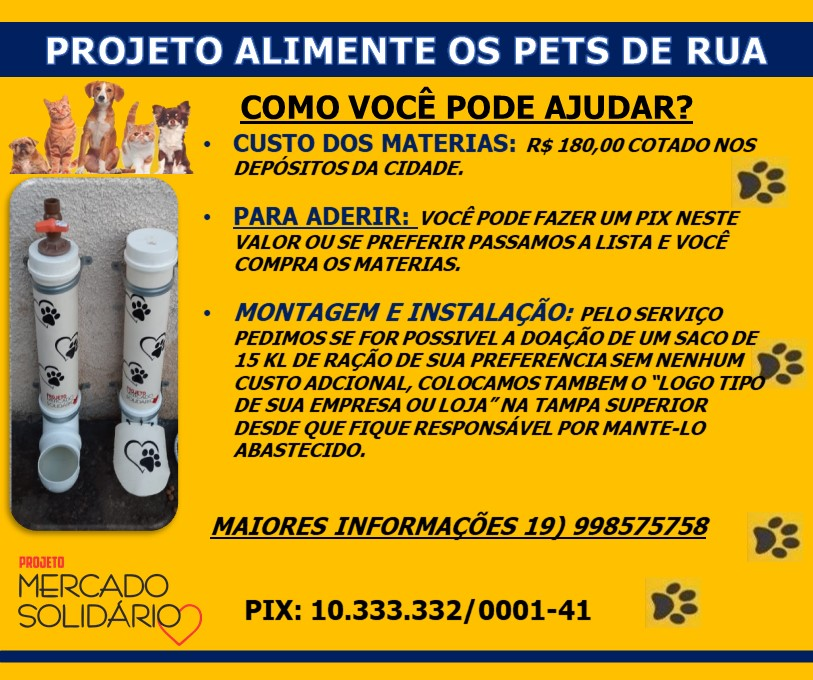 PROJETO ALIMENTE OS PETS DE RUA
COMO VOCÊ PODE AJUDAR?
• CUSTO DOS MATERIAS: R$ 180,00 COTADO NOS
DEPÓSITOS DA CIDADE.
• PARA ADERIR: VOCÊ PODE FAZER UM PIX NESTE
VALOR OU SE PREFERIR PASSAMOS A LISTA E VOCÊ
COMPRA OS MATERIAS.
• MONTAGEM E INSTALAÇÃO: PELO SERVIÇO
PEDIMOS SE FOR POSSIVEL A DOAÇÃO DE UM SACO DE
15 KL DE RAÇÃO DE SUA PREFERENCIA SEM NENHUM
CUSTO ADCIONAL, COLOCAMOS TAMBEM O “LOGO TIPO
DE SUA EMPRESA OU LOJA” NA TAMPA SUPERIOR
DESDE QUE FIQUE RESPONSÁVEL POR MANTE-LO
ABASTECIDO.
MAIORES INFORMAÇÕES 19) 998575758
PROJETO
MERCADO
SOLIDÁRIO
PIX: 10.333.332/0001-41